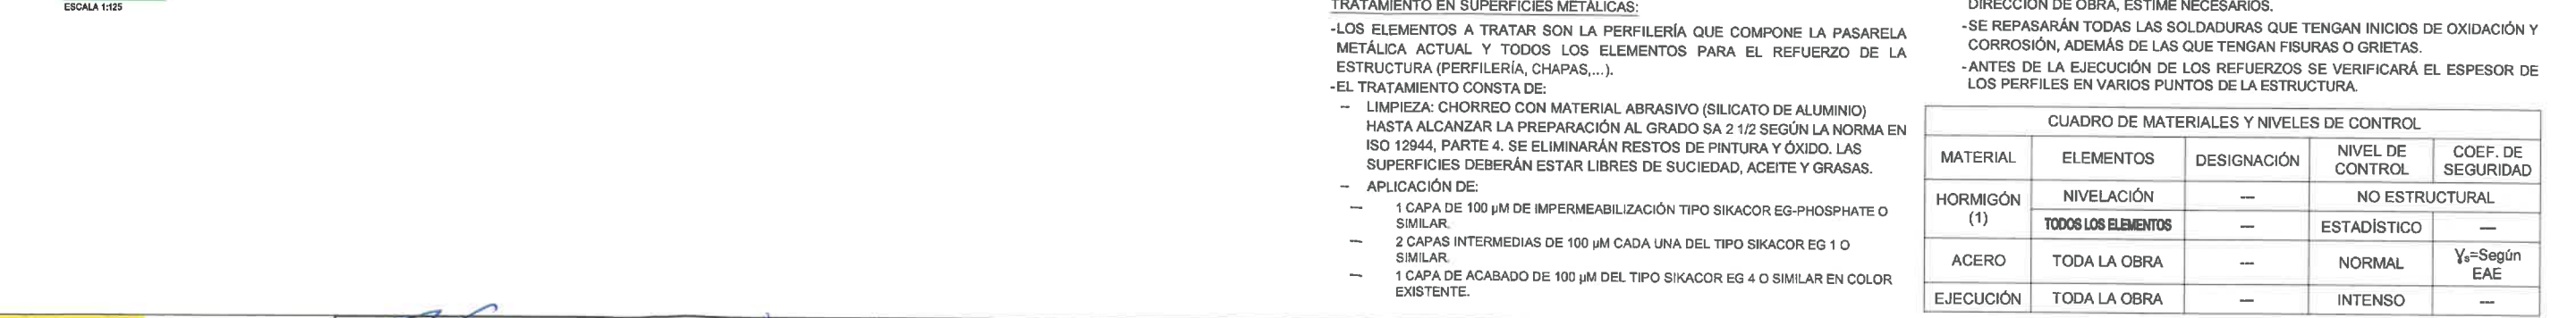 ESCALA 1:125
TRATAMIENTO EN SUPERFICIES METÁLICAS:
-LOS ELEMENTOS A TRATAR SON LA PERFILERÍA QUE COMPONE LA PASARELA
METÁLICA ACTUAL Y TODOS LOS ELEMENTOS PARA EL REFUERZO DE LA
ESTRUCTURA (PERFILERÍA, CHAPAS,...).
-EL TRATAMIENTO CONSTA DE:
– LIMPIEZA: CHORREO CON MATERIAL ABRASIVO (SILICATO DE ALUMINIO)
HASTA ALCANZAR LA PREPARACIÓN AL GRADO SA 2 1/2 SEGÚN LA NORMA EN
ISO 12944, PARTE 4. SE ELIMINARÁN RESTOS DE PINTURA Y ÓXIDO. LAS
SUPERFICIES DEBERÁN ESTAR LIBRES DE SUCIEDAD, ACEITE Y GRASAS.
– APLICACIÓN DE:
– 1 CAPA DE 100 µM DE IMPERMEABILIZACIÓN TIPO SIKACOR EG-PHOSPHATE O
SIMILAR.
– 2 CAPAS INTERMEDIAS DE 100 µM CADA UNA DEL TIPO SIKACOR EG 1 O
SIMILAR.
– 1 CAPA DE ACABADO DE 100 µM DEL TIPO SIKACOR EG 4 O SIMILAR EN COLOR
EXISTENTE.
DIRECCIÓN DE OBRA, ESTIME NECESARIOS.
-SE REPASARÁN TODAS LAS SOLDADURAS QUE TENGAN INICIOS DE OXIDACIÓN Y
CORROSIÓN, ADEMÁS DE LAS QUE TENGAN FISURAS O GRIETAS.
-ANTES DE LA EJECUCIÓN DE LOS REFUERZOS SE VERIFICARÁ EL ESPESOR DE
LOS PERFILES EN VARIOS PUNTOS DE LA ESTRUCTURA.
CUADRO DE MATERIALES Y NIVELES DE CONTROL
MATERIAL ELEMENTOS DESIGNACIÓN NIVEL DE CONTROL COEF. DE SEGURIDAD
HORMIGÓN (1) NIVELACIÓN --- NO ESTRUCTURAL
TODOS LOS ELEMENTOS --- ESTADÍSTICO ---
ACERO TODA LA OBRA --- NORMAL γs=Según EAE
EJECUCIÓN TODA LA OBRA --- INTENSO ---